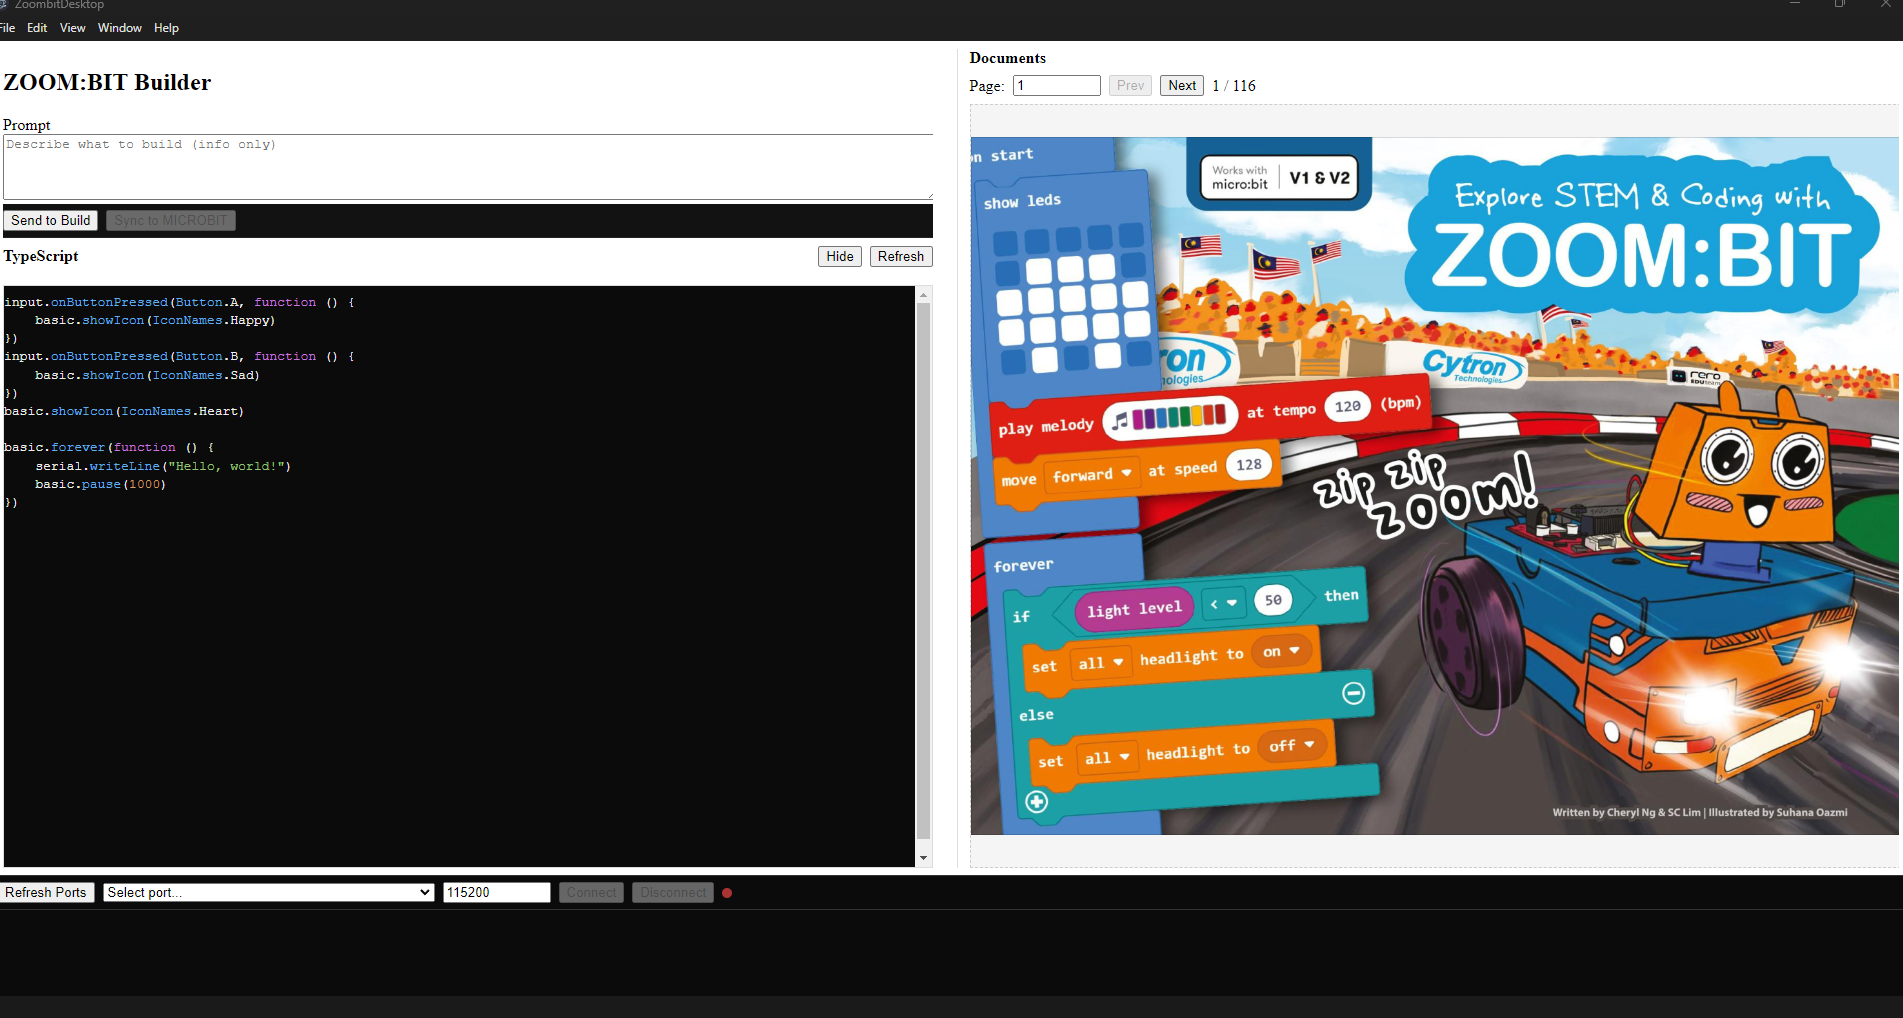 ZoombitDesktop
File Edit View Window Help
ZOOM:BIT Builder
Prompt
Describe what to build (info only)
Send to Build Sync to MICROBIT
TypeScript Hide Refresh
input.onButtonPressed(Button.A, function () {
    basic.showIcon(IconNames.Happy)
})
input.onButtonPressed(Button.B, function () {
    basic.showIcon(IconNames.Sad)
})
basic.showIcon(IconNames.Heart)
basic.forever(function () {
    serial.writeLine("Hello, world!")
    basic.pause(1000)
})
Documents
Page: 1 Prev Next 1 / 116
on start
show leds
Works with
micro:bit V1 & V2
Explore STEM & Coding with
ZOOM:BIT
Cytron
Technologies
ron
nologies
rero
EDUteam
play melody at tempo 120 (bpm)
move forward at speed 128
zip zip
zoom!
forever
if light level < 50 then
set all headlight to on
else
set all headlight to off
Written by Cheryl Ng & SC Lim | Illustrated by Suhana Oazmi
Refresh Ports Select port... 115200 Connect Disconnect